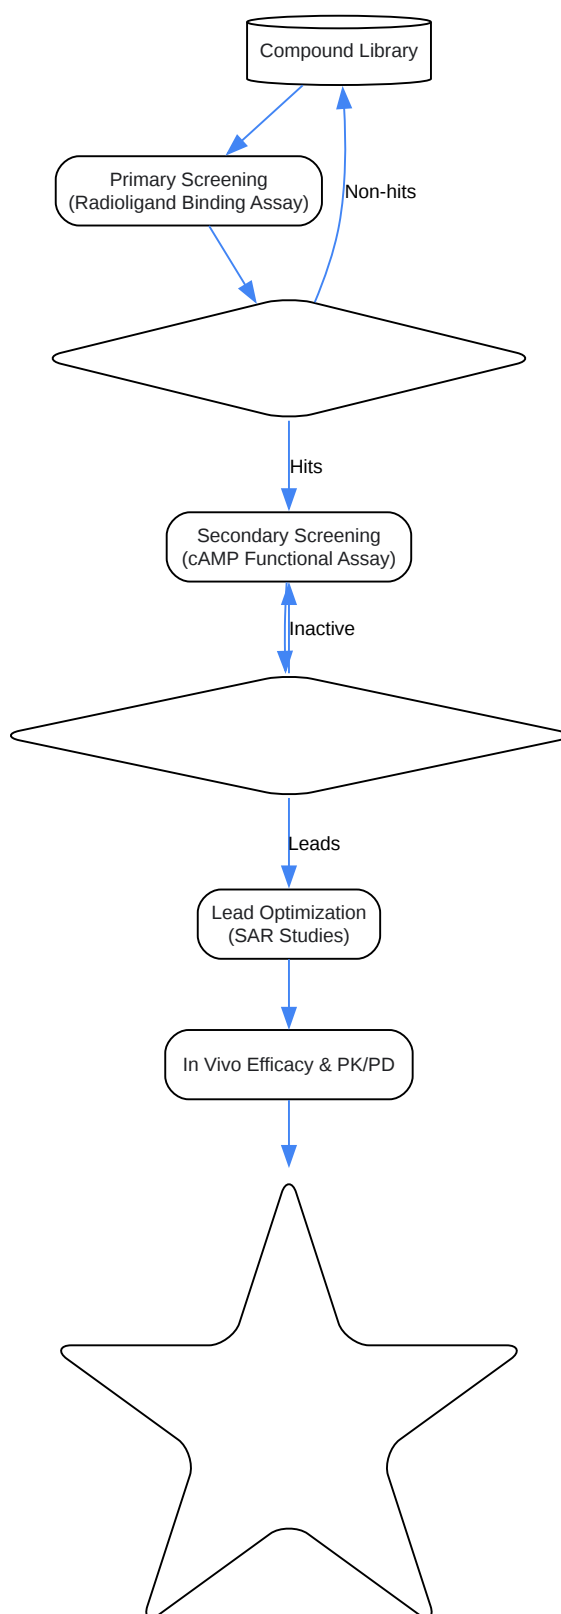 Compound Library
Primary Screening
(Radioligand Binding Assay)
Non-hits
Hits
Secondary Screening
(cAMP Functional Assay)
Inactive
Leads
Lead Optimization
(SAR Studies)
In Vivo Efficacy & PK/PD